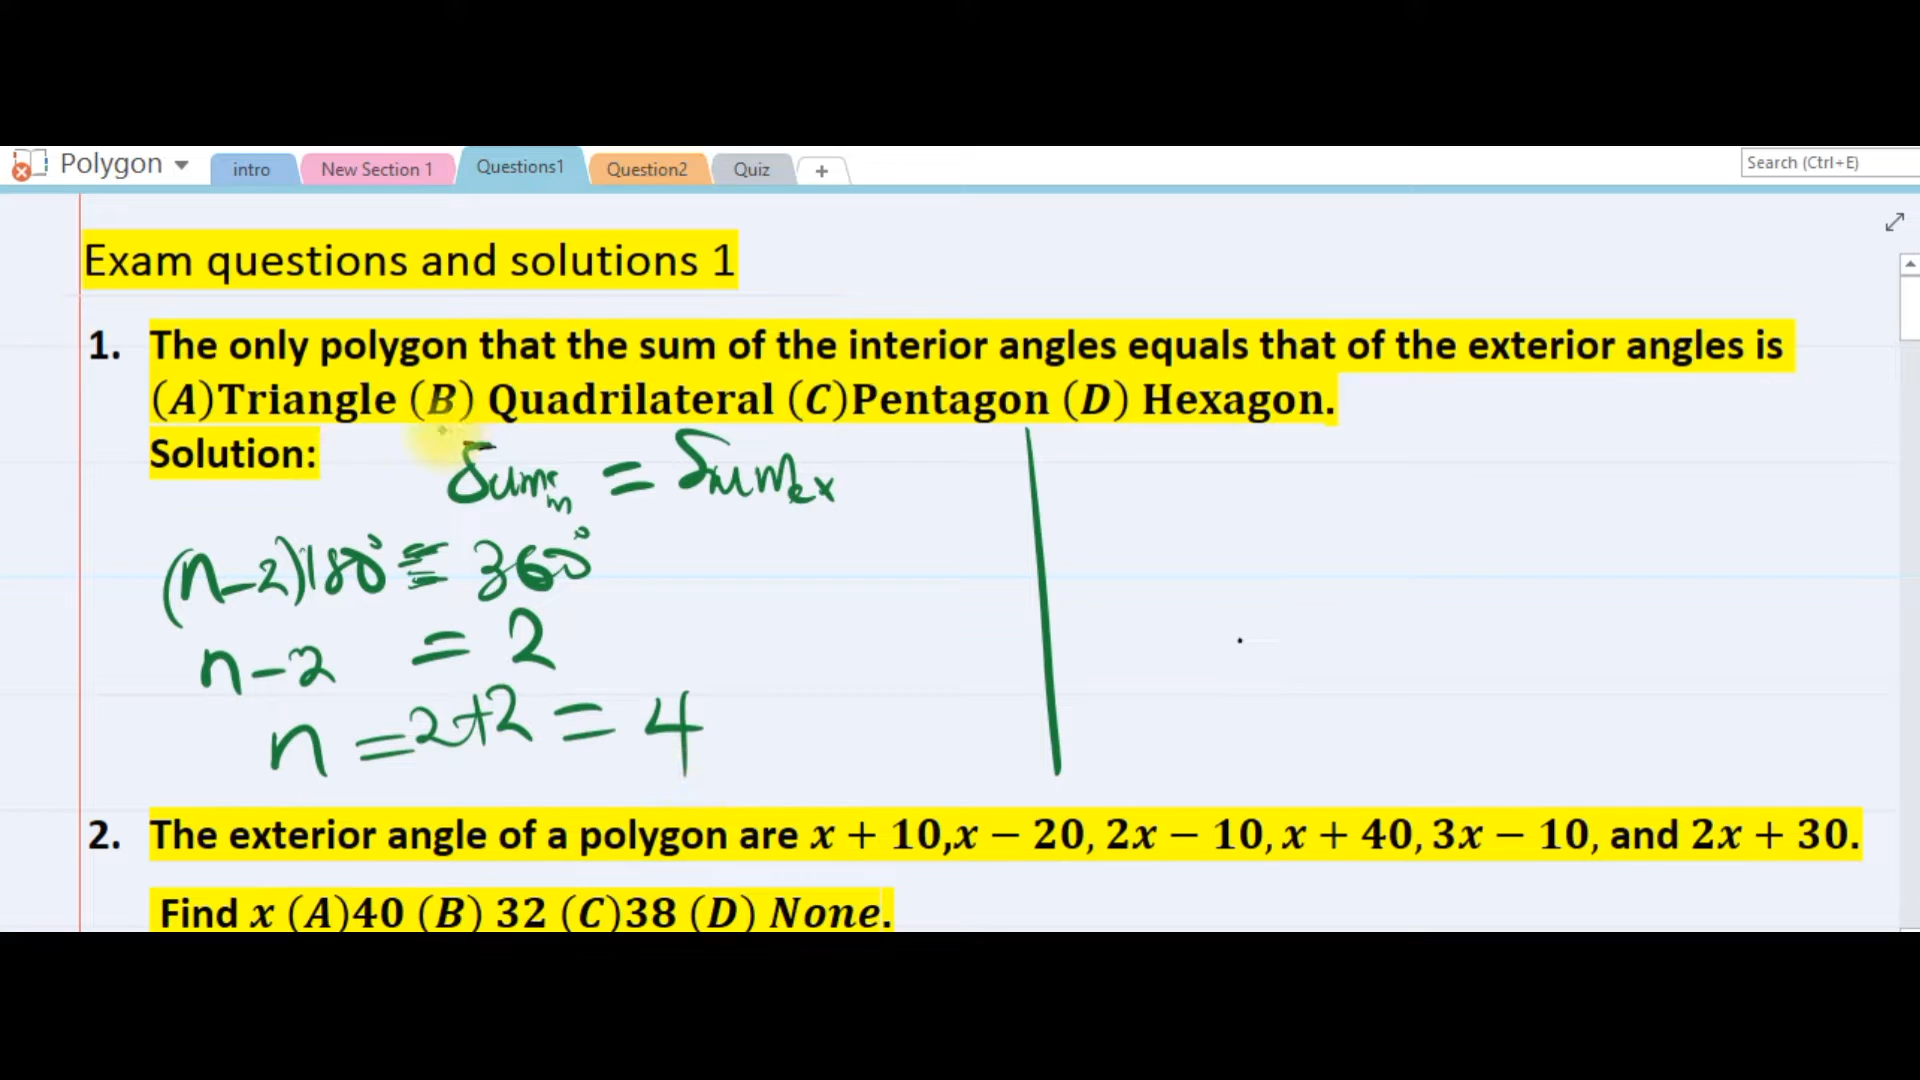 Polygon intro New Section 1 Questions1 Question2 Quiz + Search (Ctrl+E)
Exam questions and solutions 1
1. The only polygon that the sum of the interior angles equals that of the exterior angles is
(A)Triangle (B) Quadrilateral (C)Pentagon (D) Hexagon.
Solution:
Sum in = Sum ex
(n-2)180° = 360°
n-2 = 2
n = 2+2 = 4
2. The exterior angle of a polygon are x + 10,x − 20, 2x − 10, x + 40, 3x − 10, and 2x + 30.
Find x (A)40 (B) 32 (C)38 (D) None.